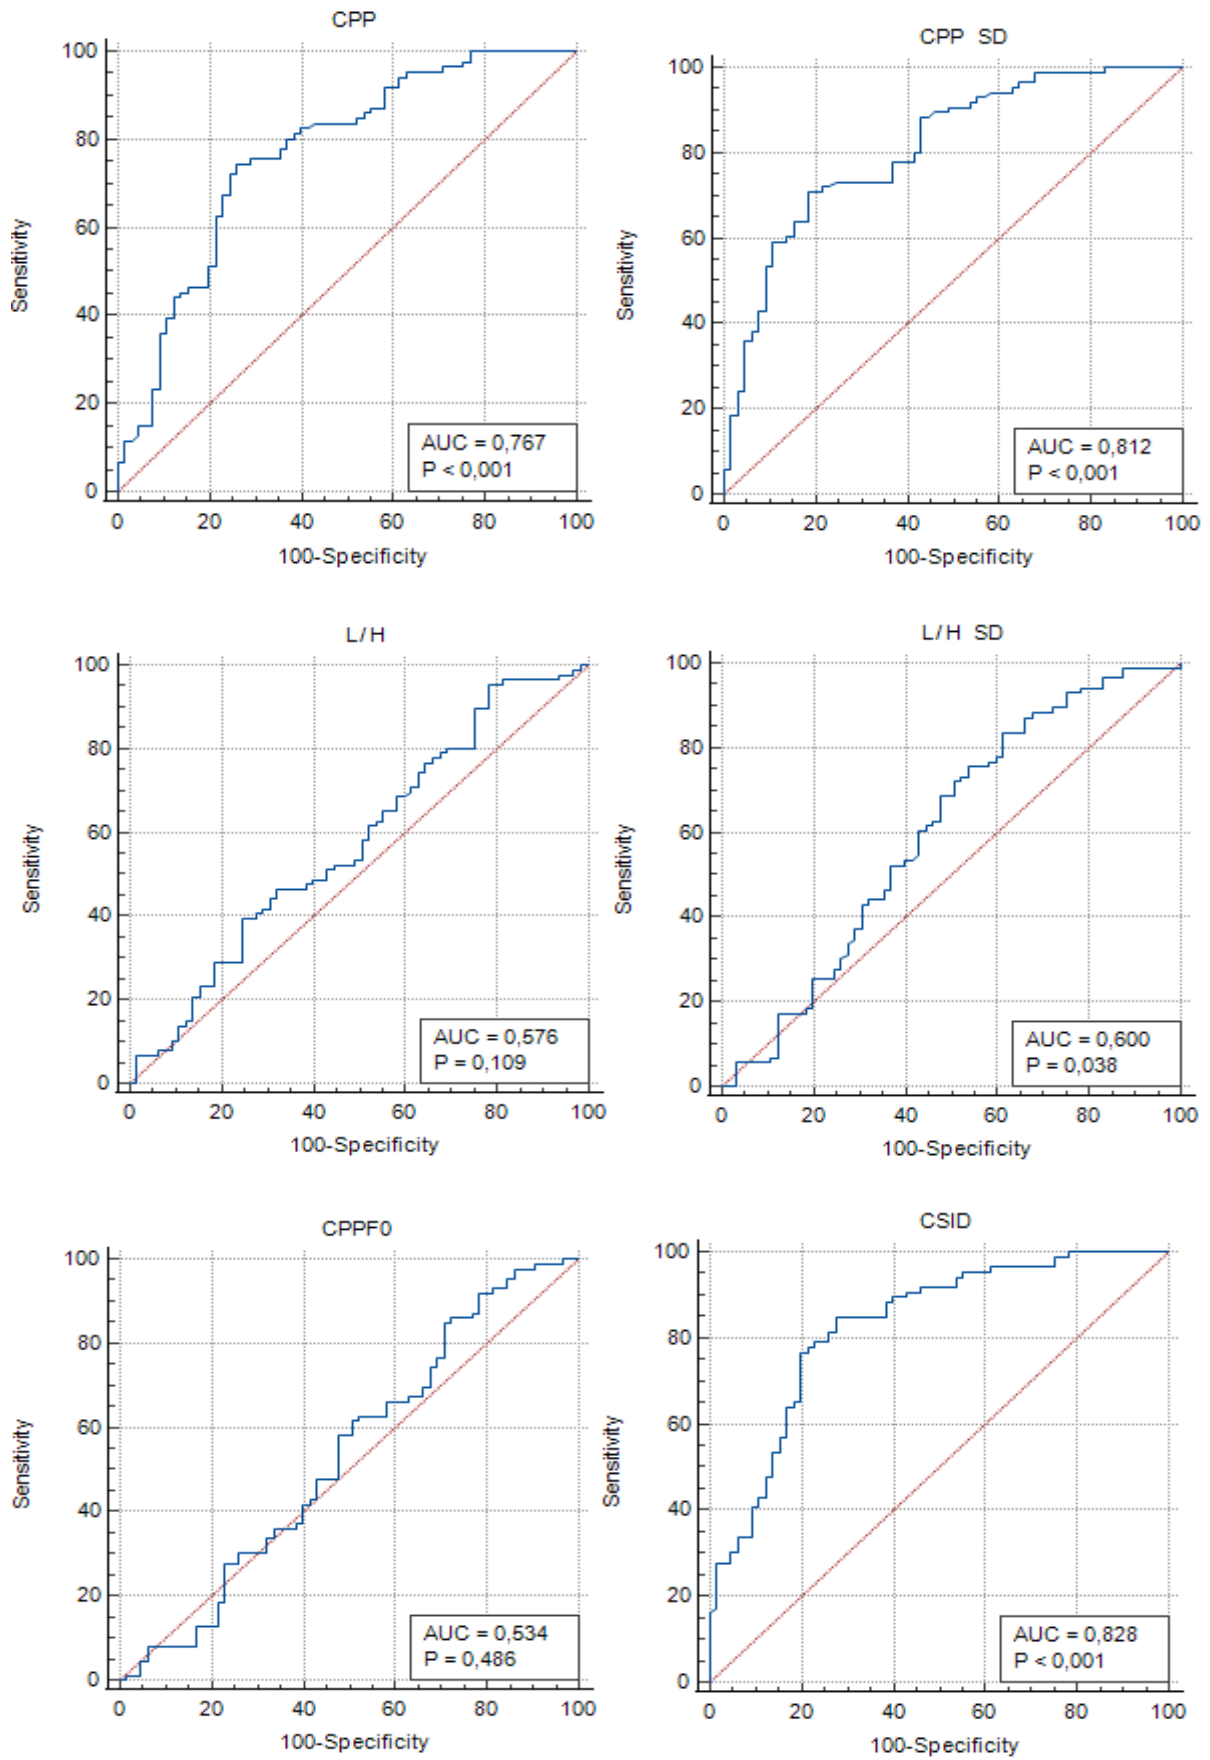 CPP
100
80
60
40
20
0
Sensitivity
AUC = 0,767
P < 0,001
0 20 40 60 80 100
100-Specificity
CPP SD
100
80
60
40
20
0
Sensitivity
AUC = 0,812
P < 0,001
0 20 40 60 80 100
100-Specificity
L/H
100
80
60
40
20
0
Sensitivity
AUC = 0,576
P = 0,109
0 20 40 60 80 100
100-Specificity
L/H SD
100
80
60
40
20
0
Sensitivity
AUC = 0,600
P = 0,038
0 20 40 60 80 100
100-Specificity
CPPF0
100
80
60
40
20
0
Sensitivity
AUC = 0,534
P = 0,486
0 20 40 60 80 100
100-Specificity
CSID
100
80
60
40
20
0
Sensitivity
AUC = 0,828
P < 0,001
0 20 40 60 80 100
100-Specificity